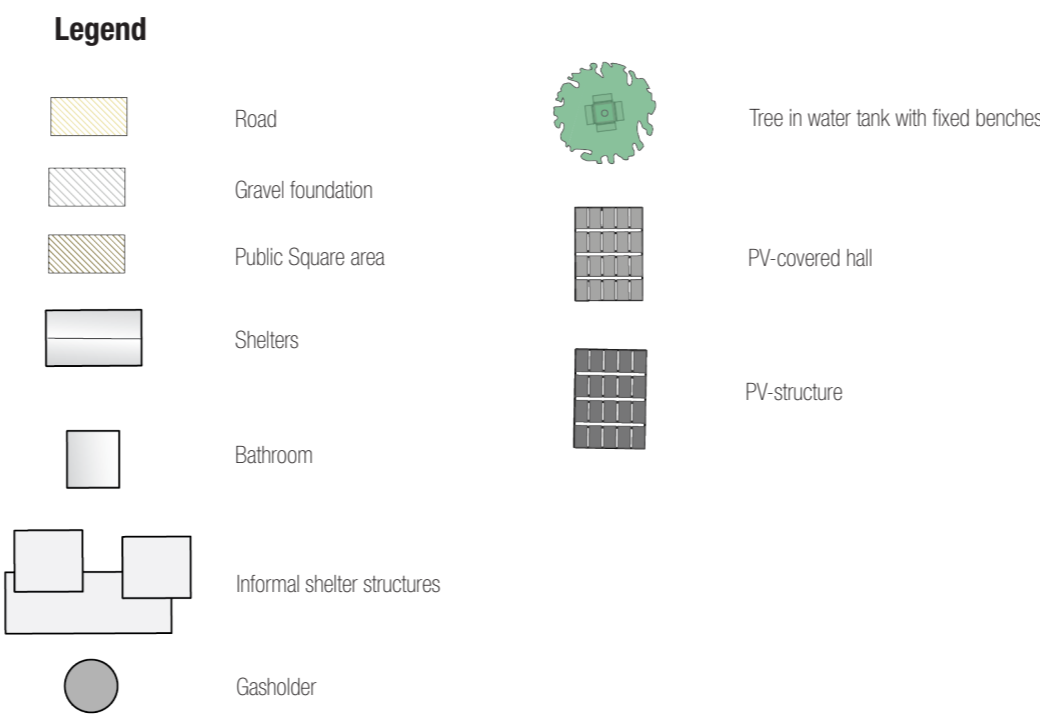 Legend
Road
Gravel foundation
Public Square area
Shelters
Bathroom
Informal shelter structures
Gasholder
Tree in water tank with fixed benches
PV-covered hall
PV-structure